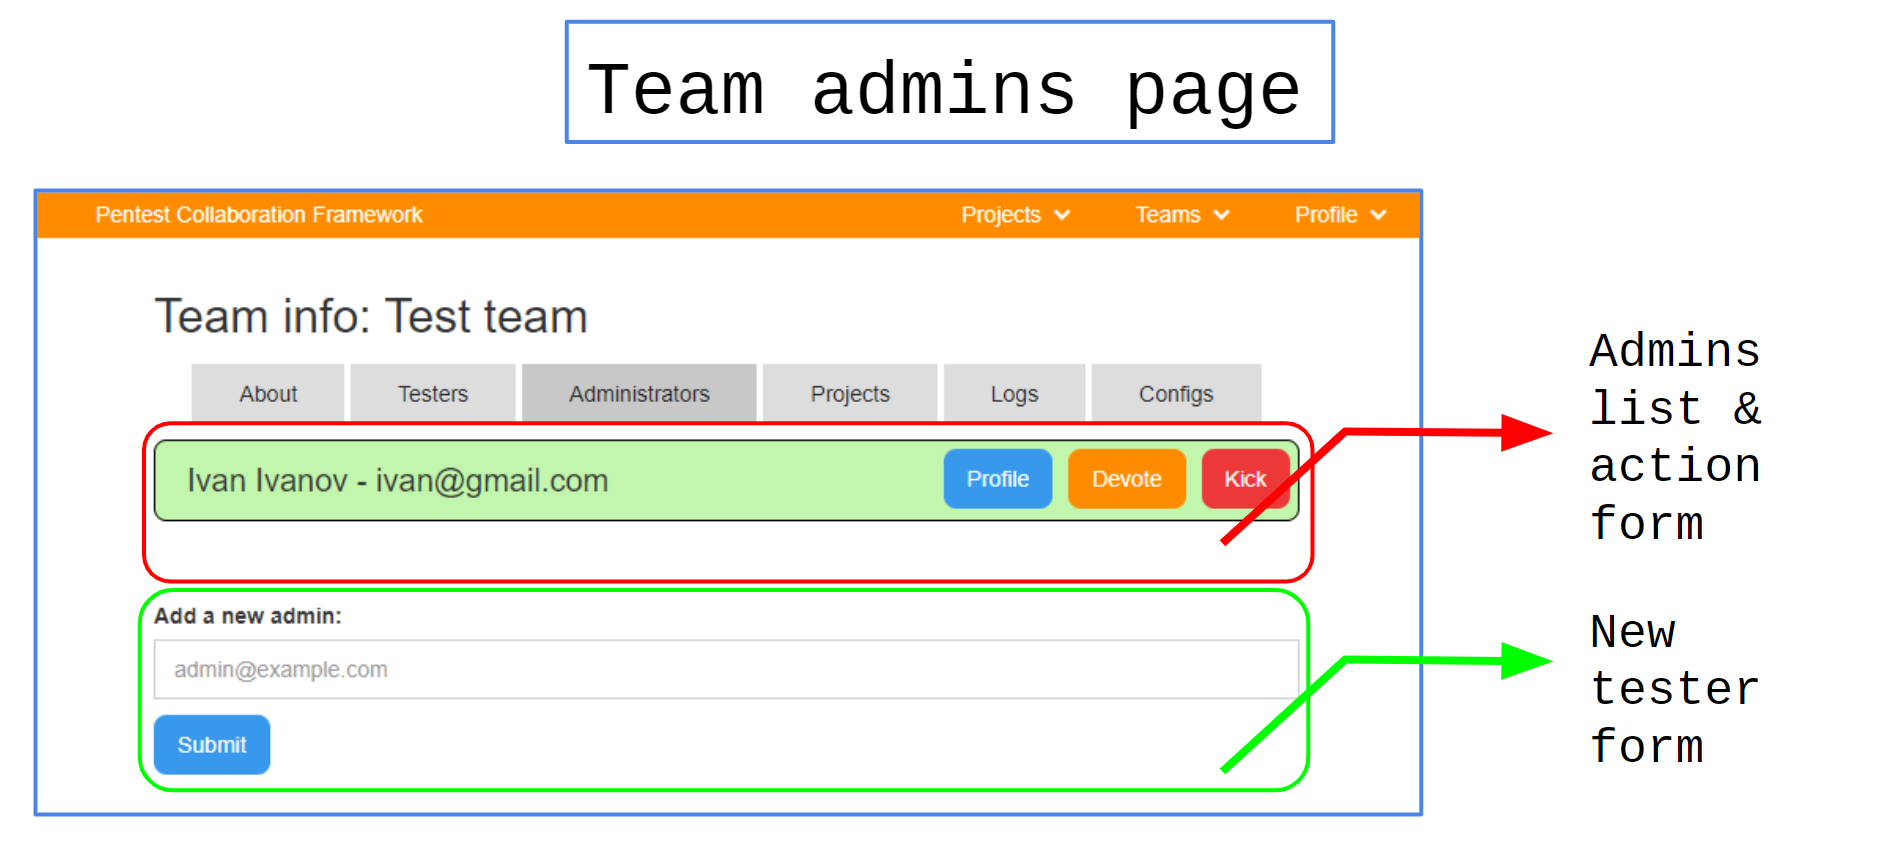 Team admins page
Pentest Collaboration Framework
Projects
Teams
Profile
Team info: Test team
About
Testers
Administrators
Projects
Logs
Configs
Ivan Ivanov - ivan@gmail.com
Profile
Devote
Kick
Add a new admin:
admin@example.com
Submit
Admins
list &
action
form
New
tester
form